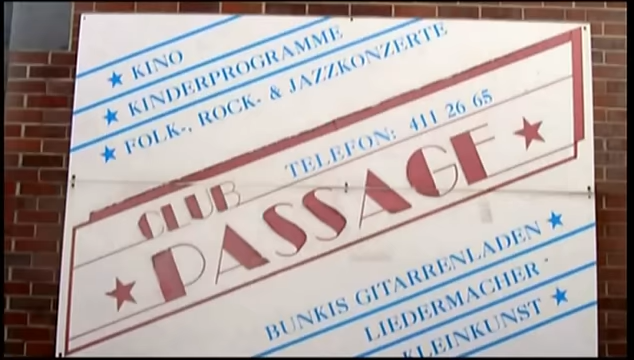 ★ KINO
★ KINDERPROGRAMME
★ FOLK-, ROCK- & JAZZKONZERTE
TELEFON: 411 26 65
CLUB
★ PASSAGE ★
BUNKIS GITARRENLADEN ★
LIEDERMACHER -
KLEINKUNST ★